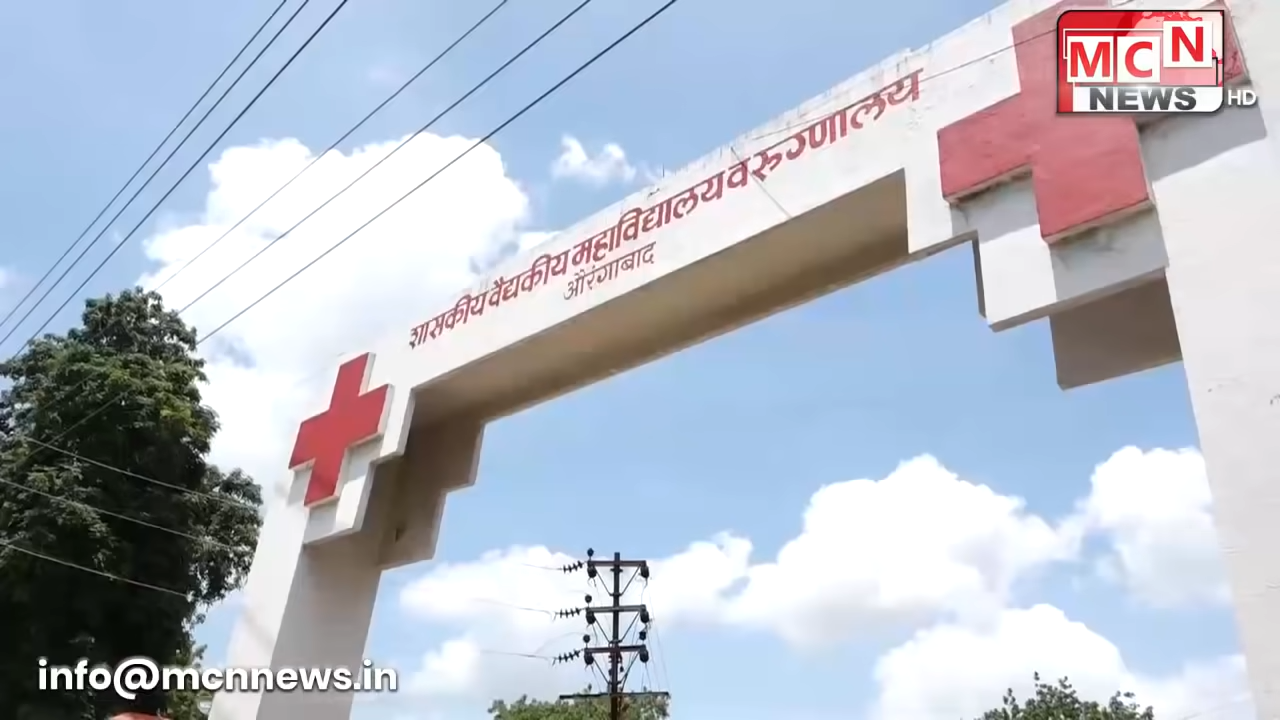 MCN
NEWS HD
शासकीय वैद्यकीय महाविद्यालय व रुग्णालय
औरंगाबाद
info@mcnnews.in